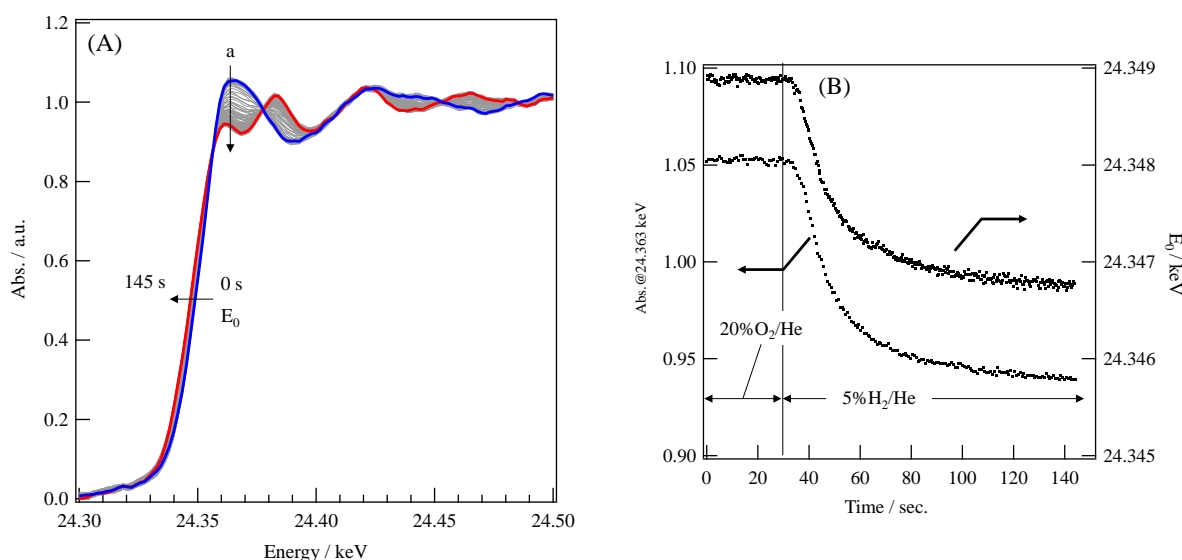 (A)
a
1.2
1.0
0.8
0.6
0.4
0.2
0.0
Abs. / a.u.
145 s
0 s
E₀
24.30
24.35
24.40
24.45
24.50
Energy / keV
(B)
1.10
1.05
1.00
0.95
0.90
Abs.@24.363 keV
24.349
24.348
24.347
24.346
24.345
E₀ / keV
20%O₂/He
5%H₂/He
0
20
40
60
80
100
120
140
Time / sec.